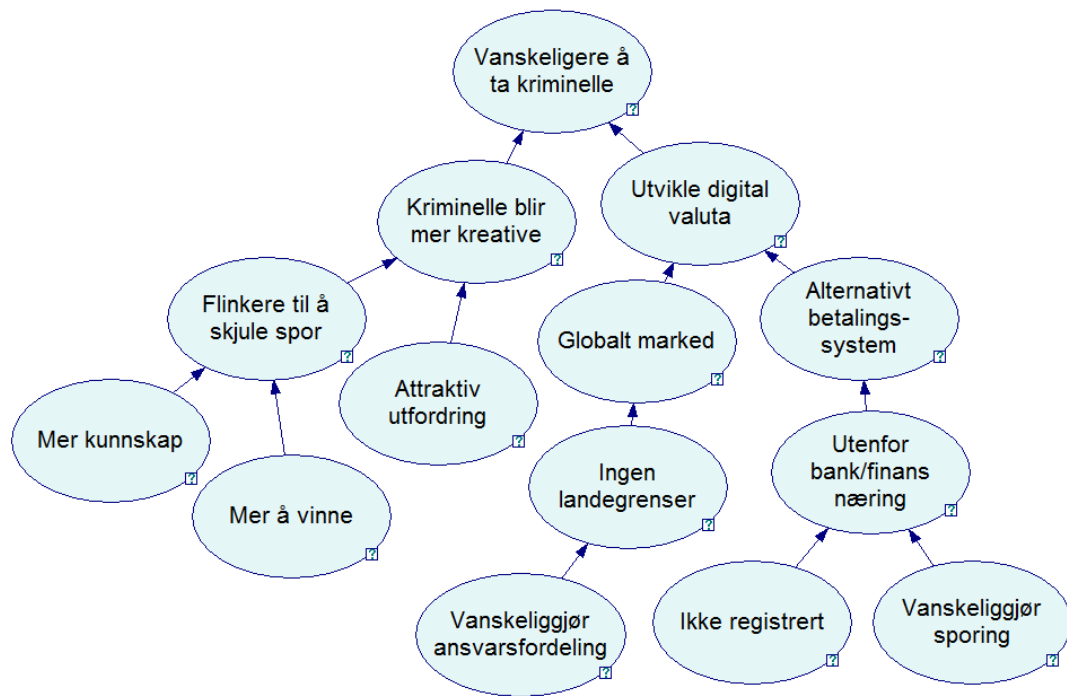 Vanskeligere å
ta kriminelle
?
Kriminelle blir
mer kreative
?
Utvikle digital
valuta
?
Flinkere til å
skjule spor
?
Globalt marked
?
Alternativt
betalings-
system
?
Attraktiv
utfordring
?
Mer kunnskap
?
Mer å vinne
?
Ingen
landegrenser
?
Utenfor
bank/finans
næring
?
Vanskeliggjør
ansvarsfordeling
?
Ikke registrert
?
Vanskeliggjør
sporing
?